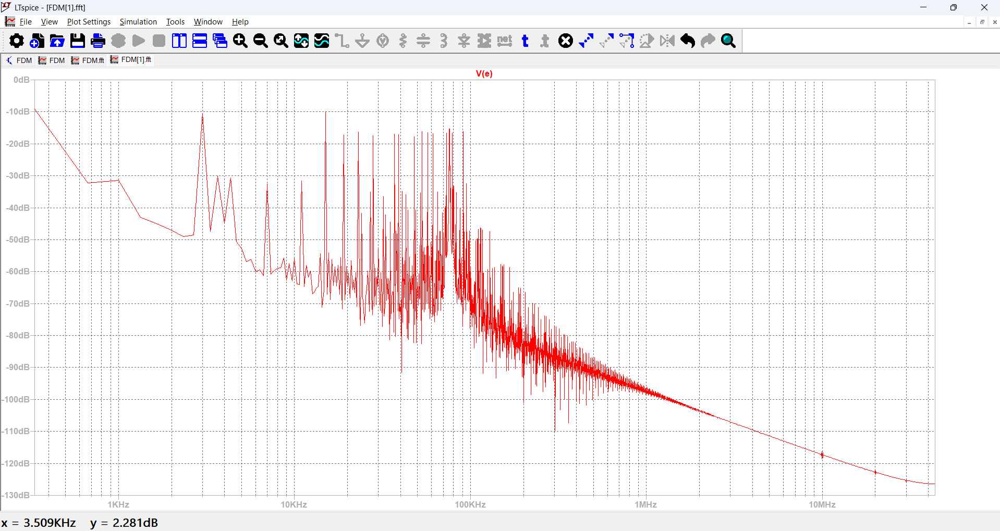 LTspice - [FDM[1].fft]
File View Plot Settings Simulation Tools Window Help
net t t
FDM FDM FDM.fft FDM[1].fft
V(e)
0dB
-10dB
-20dB
-30dB
-40dB
-50dB
-60dB
-70dB
-80dB
-90dB
-100dB
-110dB
-120dB
-130dB
1KHz 10KHz 100KHz 1MHz 10MHz
x = 3.509KHz y = 2.281dB